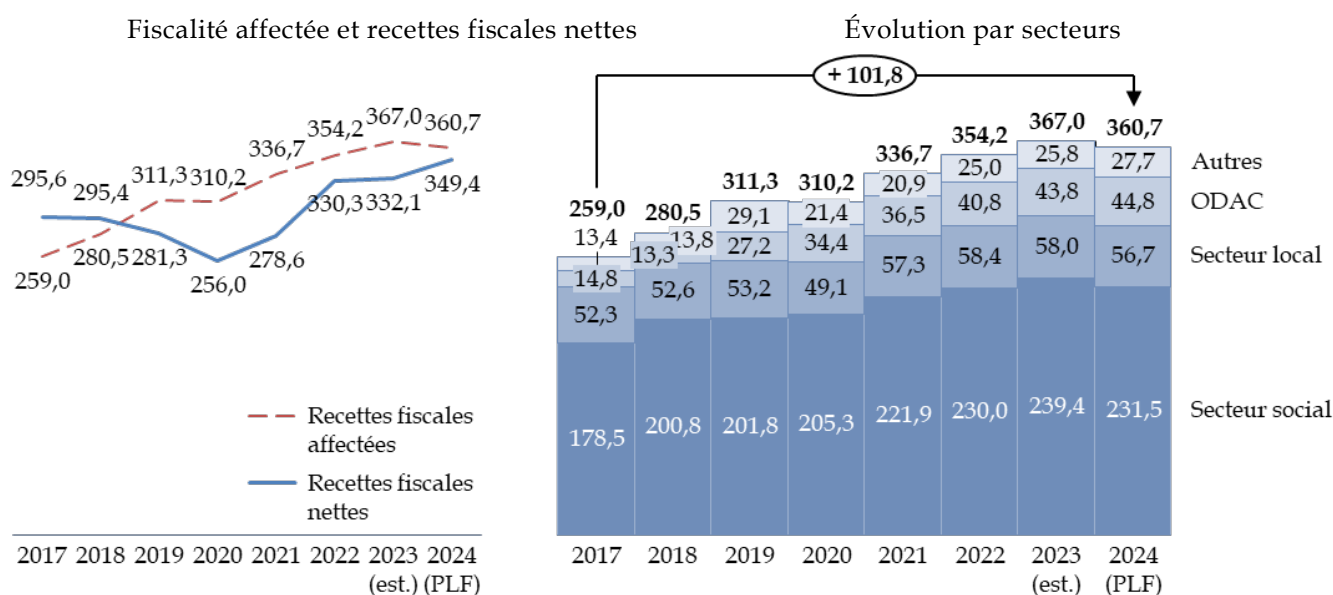 Fiscalité affectée et recettes fiscales nettes
295,6
295,4
311,3
310,2
336,7
354,2
367,0
360,7
259,0
280,5
281,3
256,0
278,6
330,3
332,1
349,4
Recettes fiscales
affectées
Recettes fiscales
nettes
2017 2018 2019 2020 2021 2022 2023 2024
(est.) (PLF)
Évolution par secteurs
+ 101,8
259,0 280,5 311,3 310,2 336,7 354,2 367,0 360,7
13,4 13,8 29,1 21,4 20,9 25,0 25,8 27,7 Autres
14,8 13,3 27,2 34,4 36,5 40,8 43,8 44,8 ODAC
52,3 52,6 53,2 49,1 57,3 58,4 58,0 56,7 Secteur local
178,5 200,8 201,8 205,3 221,9 230,0 239,4 231,5 Secteur social
2017 2018 2019 2020 2021 2022 2023 2024
(est.) (PLF)